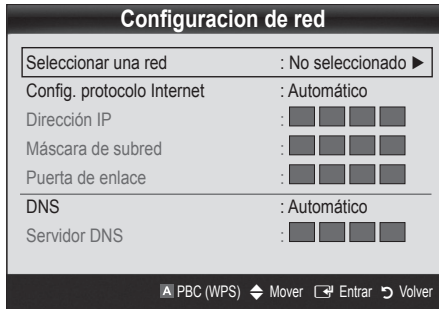 Configuracion de red
Seleccionar una red : No seleccionado ▶
Config. protocolo Internet : Automático
Dirección IP :
Máscara de subred :
Puerta de enlace :
DNS : Automático
Servidor DNS :
A PBC (WPS) Mover Entrar Volver